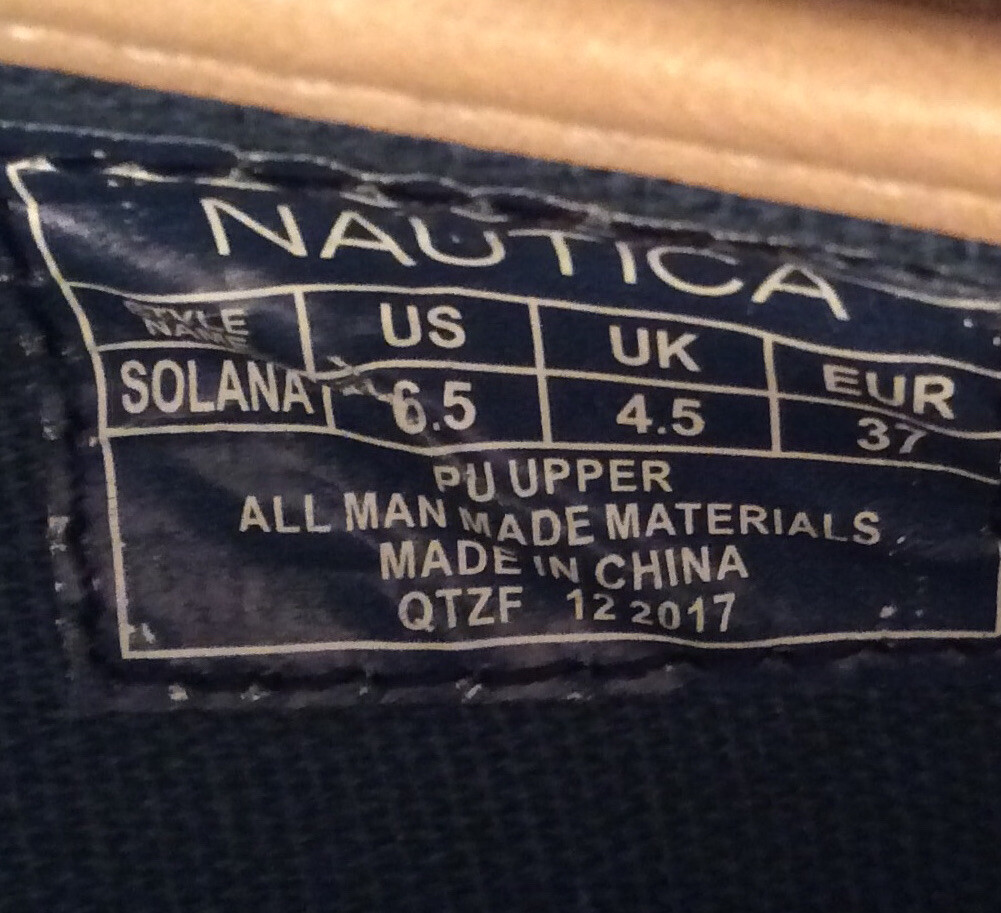 NAUTICA
STYLE NAME US UK EUR
SOLANA 6.5 4.5 37
PU UPPER
ALL MAN MADE MATERIALS
MADE IN CHINA
QTZF 12 2017